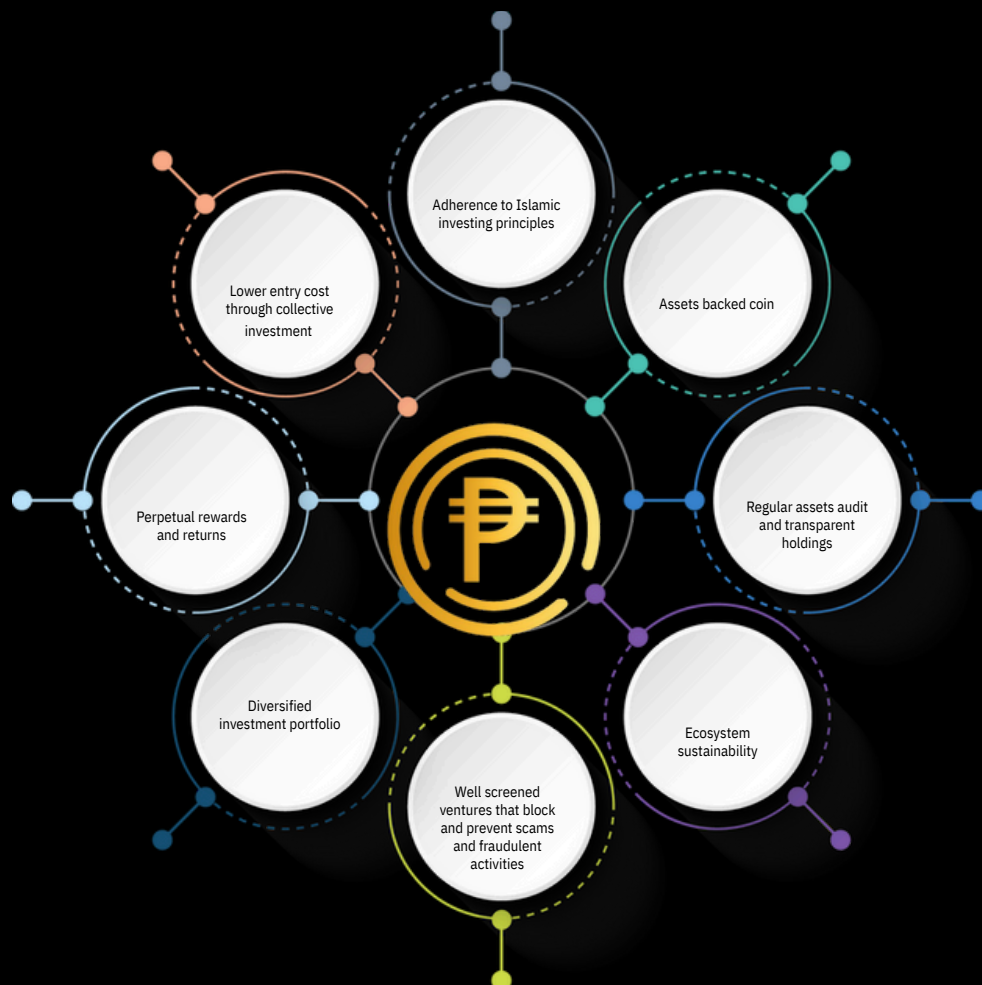 Adherence to Islamic
investing principles
Lower entry cost
through collective
investment
Assets backed coin
Perpetual rewards
and returns
Regular assets audit
and transparent
holdings
Diversified
investment portfolio
Ecosystem
sustainability
Well screened
ventures that block
and prevent scams
and fraudulent
activities